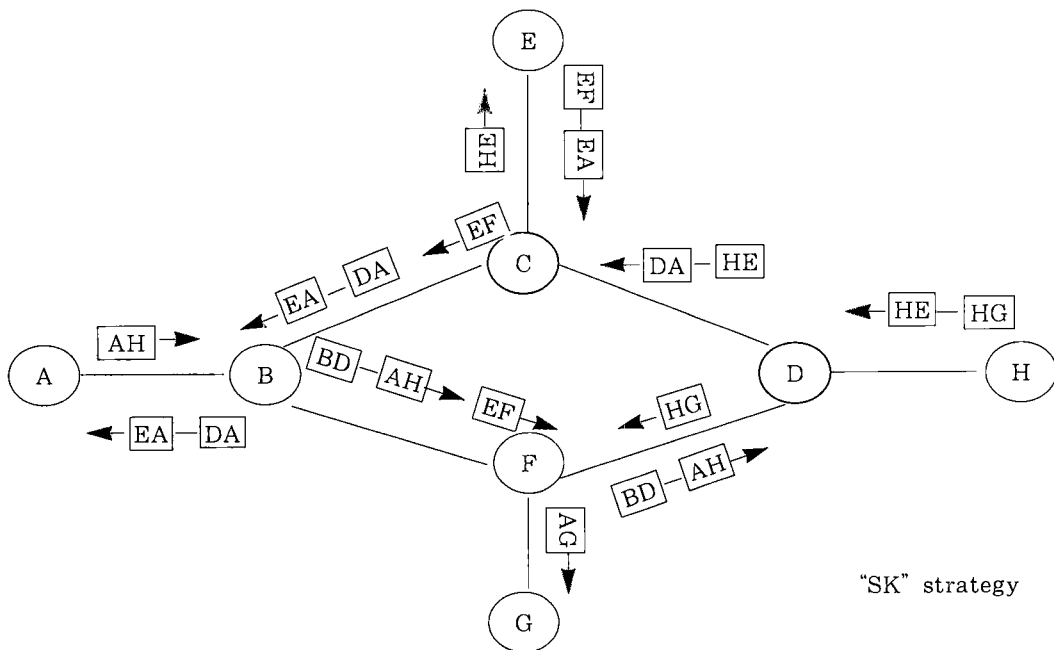 E
EF
HE
EA
EF
C
DA
HE
DA
EA
HE
HG
AH
A
B
BD
AH
EF
D
H
HG
EA
DA
F
BD
AH
AG
"SK" strategy
G